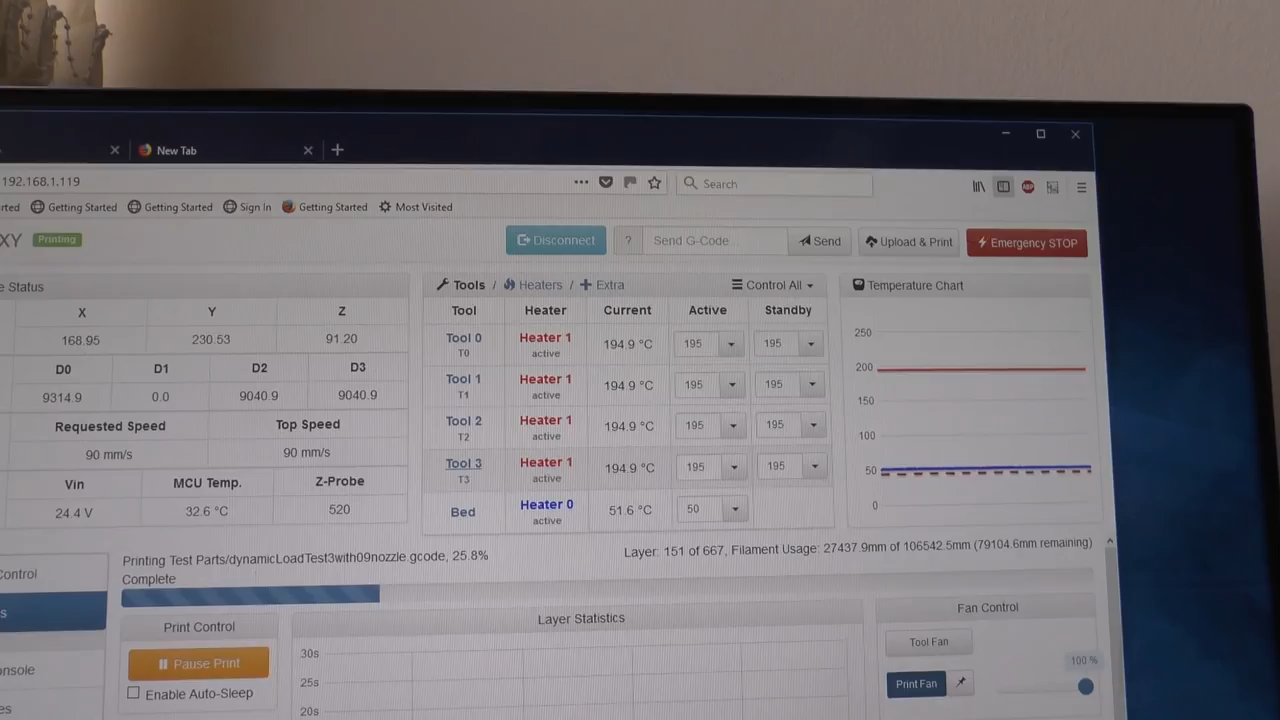 New Tab
192.168.1.119
Search
rted Getting Started Getting Started Sign In Getting Started Most Visited
XY Printing Disconnect ? Send G-Code... Send Upload & Print Emergency STOP
e Status
X Y Z
168.95 230.53 91.20
D0 D1 D2 D3
9314.9 0.0 9040.9 9040.9
Requested Speed Top Speed
90 mm/s 90 mm/s
Vin MCU Temp. Z-Probe
24.4 V 32.6 °C 520
Tools / Heaters / Extra Control All
Tool Heater Current Active Standby
Tool 0 Heater 1 194.9 °C 195 195
T0 active
Tool 1 Heater 1 194.9 °C 195 195
T1 active
Tool 2 Heater 1 194.9 °C 195 195
T2 active
Tool 3 Heater 1 194.9 °C 195 195
T3 active
Bed Heater 0 51.6 °C 50
active
Temperature Chart
250
200
150
100
50
0
Printing Test Parts/dynamicLoadTest3with09nozzle.gcode, 25.8% Layer: 151 of 667, Filament Usage: 27437.9mm of 106542.5mm (79104.6mm remaining)
Complete
Control
s
onsole
es
Print Control
Pause Print
Enable Auto-Sleep
Layer Statistics
30s
25s
20s
Fan Control
Tool Fan
100 %
Print Fan